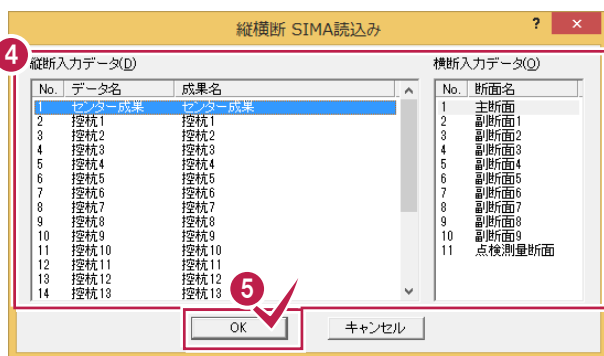 縦横断 SIMA読込み ? ×
4
縦断入力データ(D) 横断入力データ(O)
No. データ名 成果名 No. 断面名
1 センター成果 センター成果 1 主断面
2 控杭1 控杭1 2 副断面1
3 控杭2 控杭2 3 副断面2
4 控杭3 控杭3 4 副断面3
5 控杭4 控杭4 5 副断面4
6 控杭5 控杭5 6 副断面5
7 控杭6 控杭6 7 副断面6
8 控杭7 控杭7 8 副断面7
9 控杭8 控杭8 9 副断面8
10 控杭9 控杭9 10 副断面9
11 控杭10 控杭10 11 点検測量断面
12 控杭11 控杭11
13 控杭12 控杭12
14 控杭13 控杭13
5
OK キャンセル